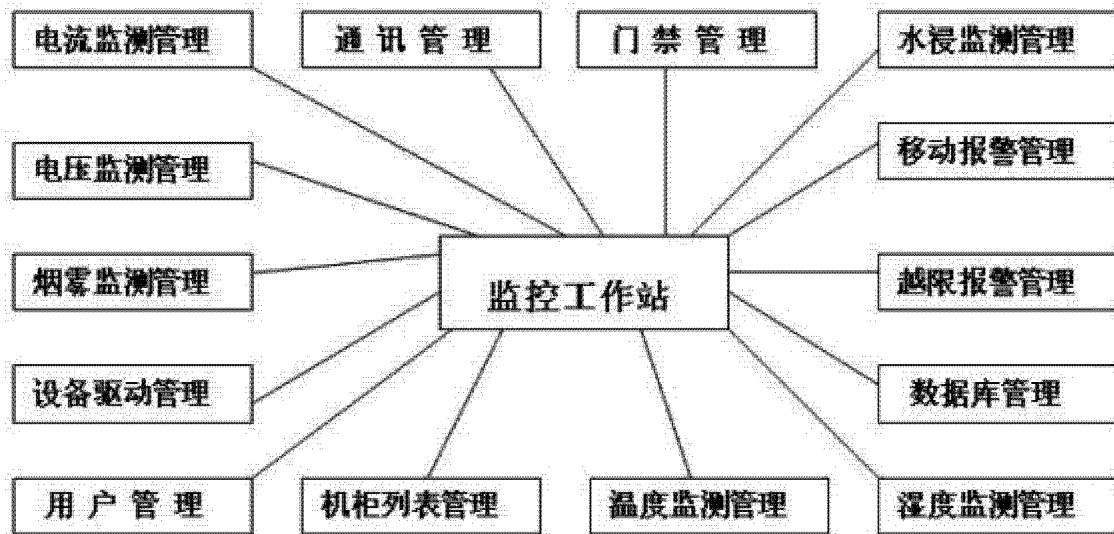 电流监测管理
通讯管理
门禁管理
水浸监测管理
电压监测管理
移动报警管理
烟雾监测管理
监控工作站
越限报警管理
设备驱动管理
数据库管理
用户管理
机柜列表管理
温度监测管理
湿度监测管理